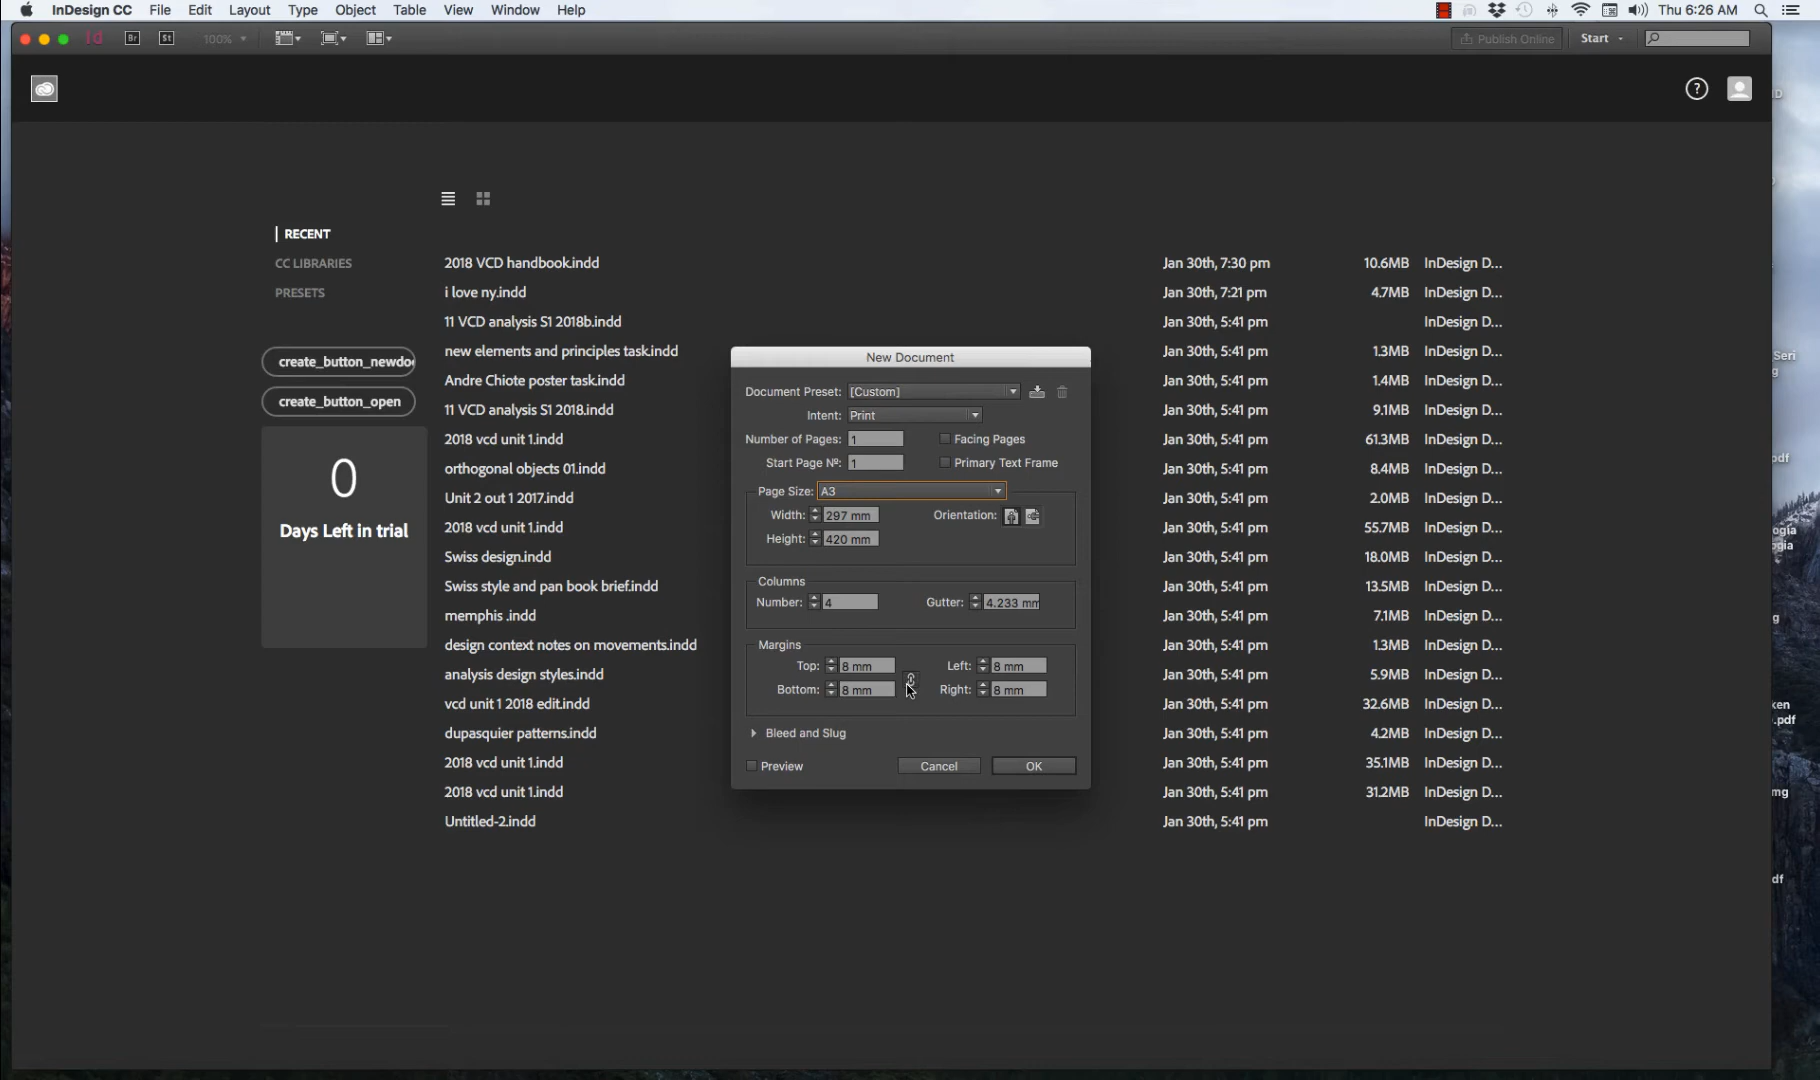 InDesign CC File Edit Layout Type Object Table View Window Help Thu 6:26 AM
Id Br St 100% Publish Online Start
RECENT
CC LIBRARIES
PRESETS
create_button_newdo
create_button_open
0
Days Left in trial
2018 VCD handbook.indd Jan 30th, 7:30 pm 10.6MB InDesign D...
i love ny.indd Jan 30th, 7:21 pm 4.7MB InDesign D...
11 VCD analysis S1 2018b.indd Jan 30th, 5:41 pm InDesign D...
new elements and principles task.indd Jan 30th, 5:41 pm 1.3MB InDesign D...
Andre Chiote poster task.indd Jan 30th, 5:41 pm 1.4MB InDesign D...
11 VCD analysis S1 2018.indd Jan 30th, 5:41 pm 9.1MB InDesign D...
2018 vcd unit 1.indd Jan 30th, 5:41 pm 61.3MB InDesign D...
orthogonal objects 01.indd Jan 30th, 5:41 pm 8.4MB InDesign D...
Unit 2 out 1 2017.indd Jan 30th, 5:41 pm 2.0MB InDesign D...
2018 vcd unit 1.indd Jan 30th, 5:41 pm 55.7MB InDesign D...
Swiss design.indd Jan 30th, 5:41 pm 18.0MB InDesign D...
Swiss style and pan book brief.indd Jan 30th, 5:41 pm 13.5MB InDesign D...
memphis .indd Jan 30th, 5:41 pm 7.1MB InDesign D...
design context notes on movements.indd Jan 30th, 5:41 pm 1.3MB InDesign D...
analysis design styles.indd Jan 30th, 5:41 pm 5.9MB InDesign D...
vcd unit 1 2018 edit.indd Jan 30th, 5:41 pm 32.6MB InDesign D...
dupasquier patterns.indd Jan 30th, 5:41 pm 4.2MB InDesign D...
2018 vcd unit 1.indd Jan 30th, 5:41 pm 35.1MB InDesign D...
2018 vcd unit 1.indd Jan 30th, 5:41 pm 31.2MB InDesign D...
Untitled-2.indd Jan 30th, 5:41 pm InDesign D...
New Document
Document Preset: [Custom]
Intent: Print
Number of Pages: 1 Facing Pages
Start Page Nº: 1 Primary Text Frame
Page Size: A3
Width: 297 mm Orientation:
Height: 420 mm
Columns
Number: 4 Gutter: 4.233 mm
Margins
Top: 8 mm Left: 8 mm
Bottom: 8 mm Right: 8 mm
Bleed and Slug
Preview Cancel OK
Seri
g
pdf
ologia
gia
g
ken
.pdf
mg
df